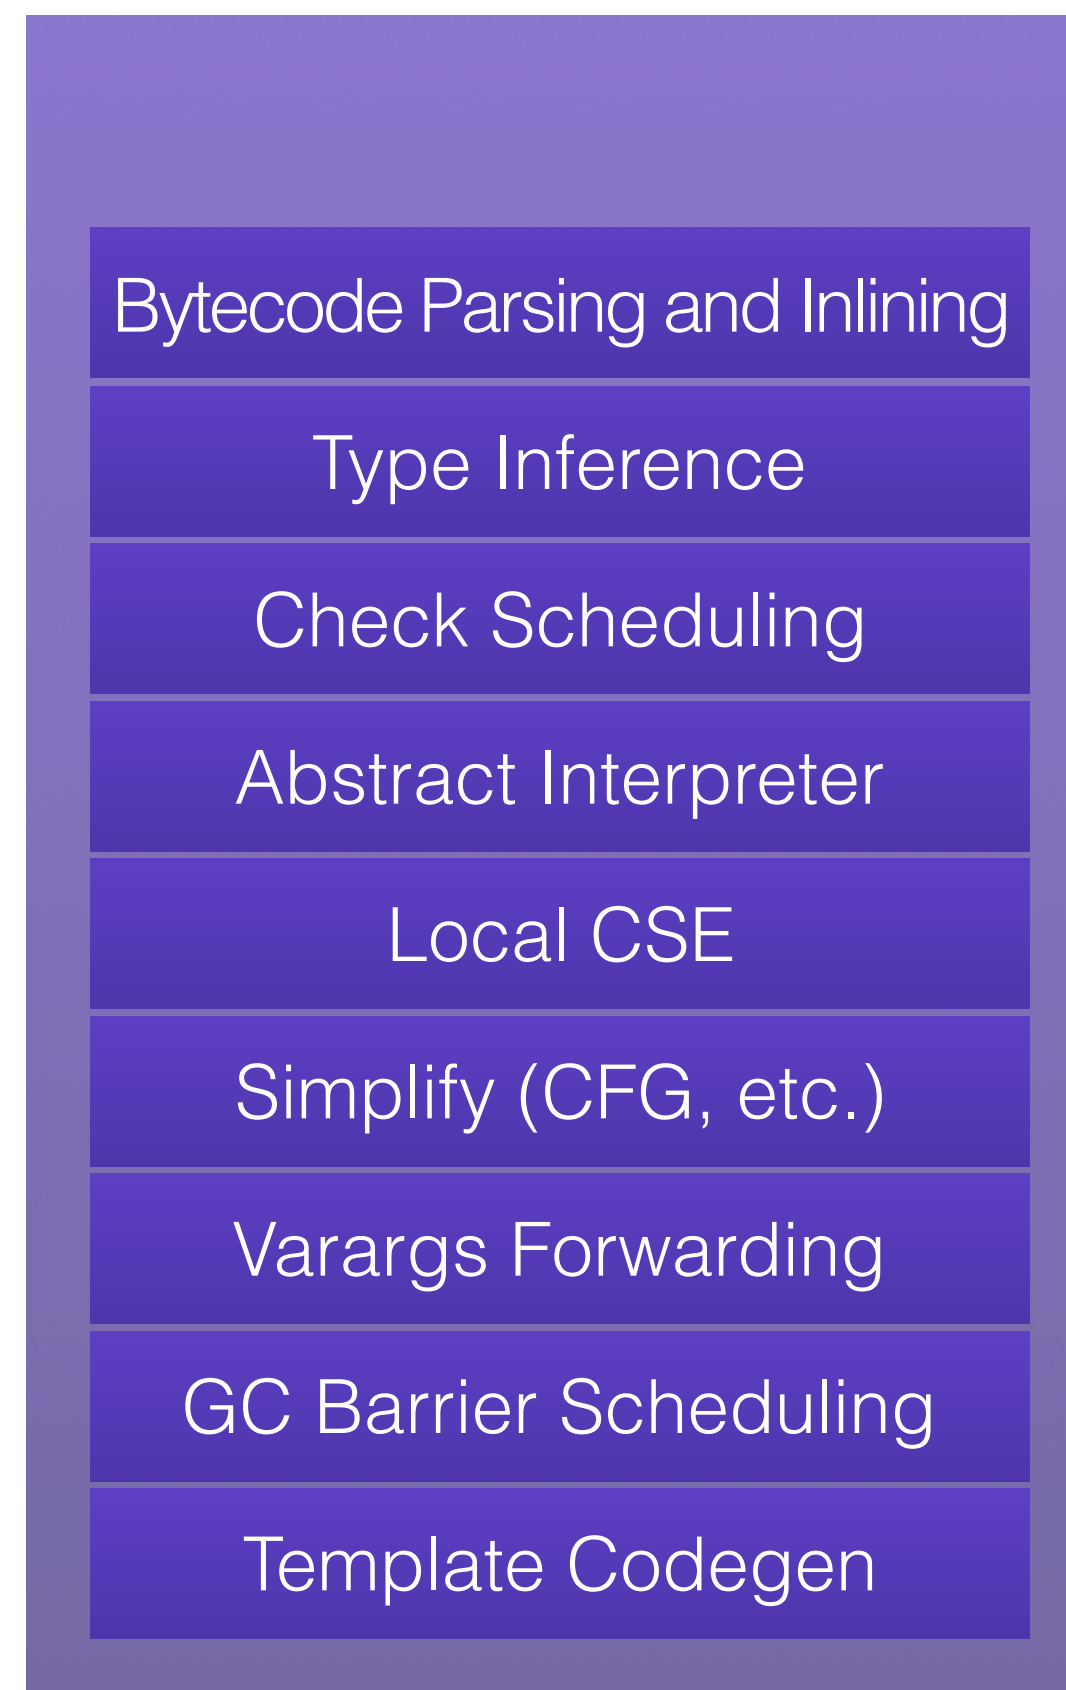 Bytecode Parsing and Inlining
Type Inference
Check Scheduling
Abstract Interpreter
Local CSE
Simplify (CFG, etc.)
Varargs Forwarding
GC Barrier Scheduling
Template Codegen